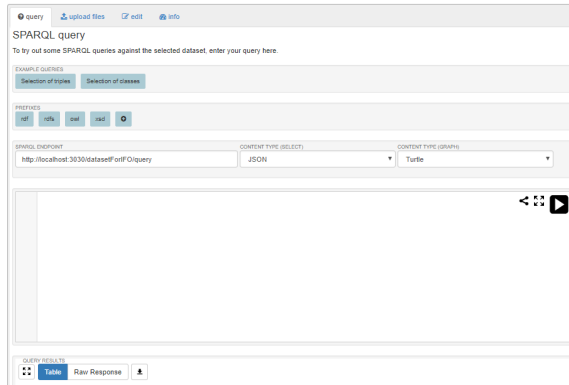 query upload files edit info
SPARQL query
To try out some SPARQL queries against the selected dataset, enter your query here.
EXAMPLE QUERIES
Selection of triples Selection of classes
PREFIXES
rdf rdfs owl xsd
SPARQL ENDPOINT CONTENT TYPE (SELECT) CONTENT TYPE (GRAPH)
http://localhost:3030/datasetForIFO/query JSON Turtle
QUERY RESULTS
Table Raw Response